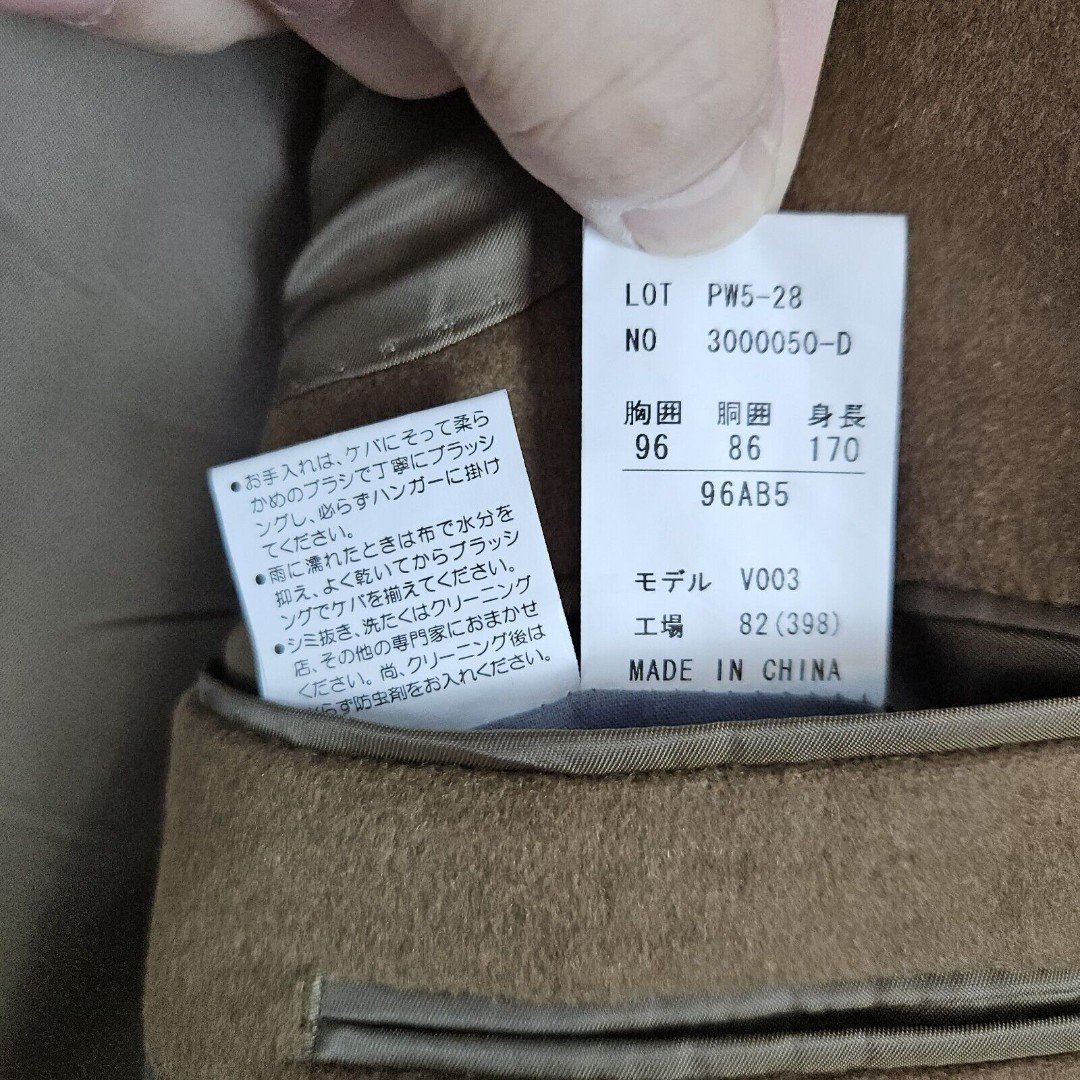 ・お手入れは、ケバにそって柔ら
かめのブラシで丁寧にブラッシ
ングし、必らずハンガーに掛け
てください。
・雨に濡れたときは布で水分を
抑え、よく乾いてからブラッシ
ングでケバを揃えてください。
・シミ抜き、洗たくはクリーニング
店、その他の専門家におまかせ
ください。尚、クリーニング後は
らず防虫剤をお入れください。
LOT PW5-28
NO 3000050-D
胸囲 胴囲 身長
96 86 170
96AB5
モデル V003
工場 82(398)
MADE IN CHINA